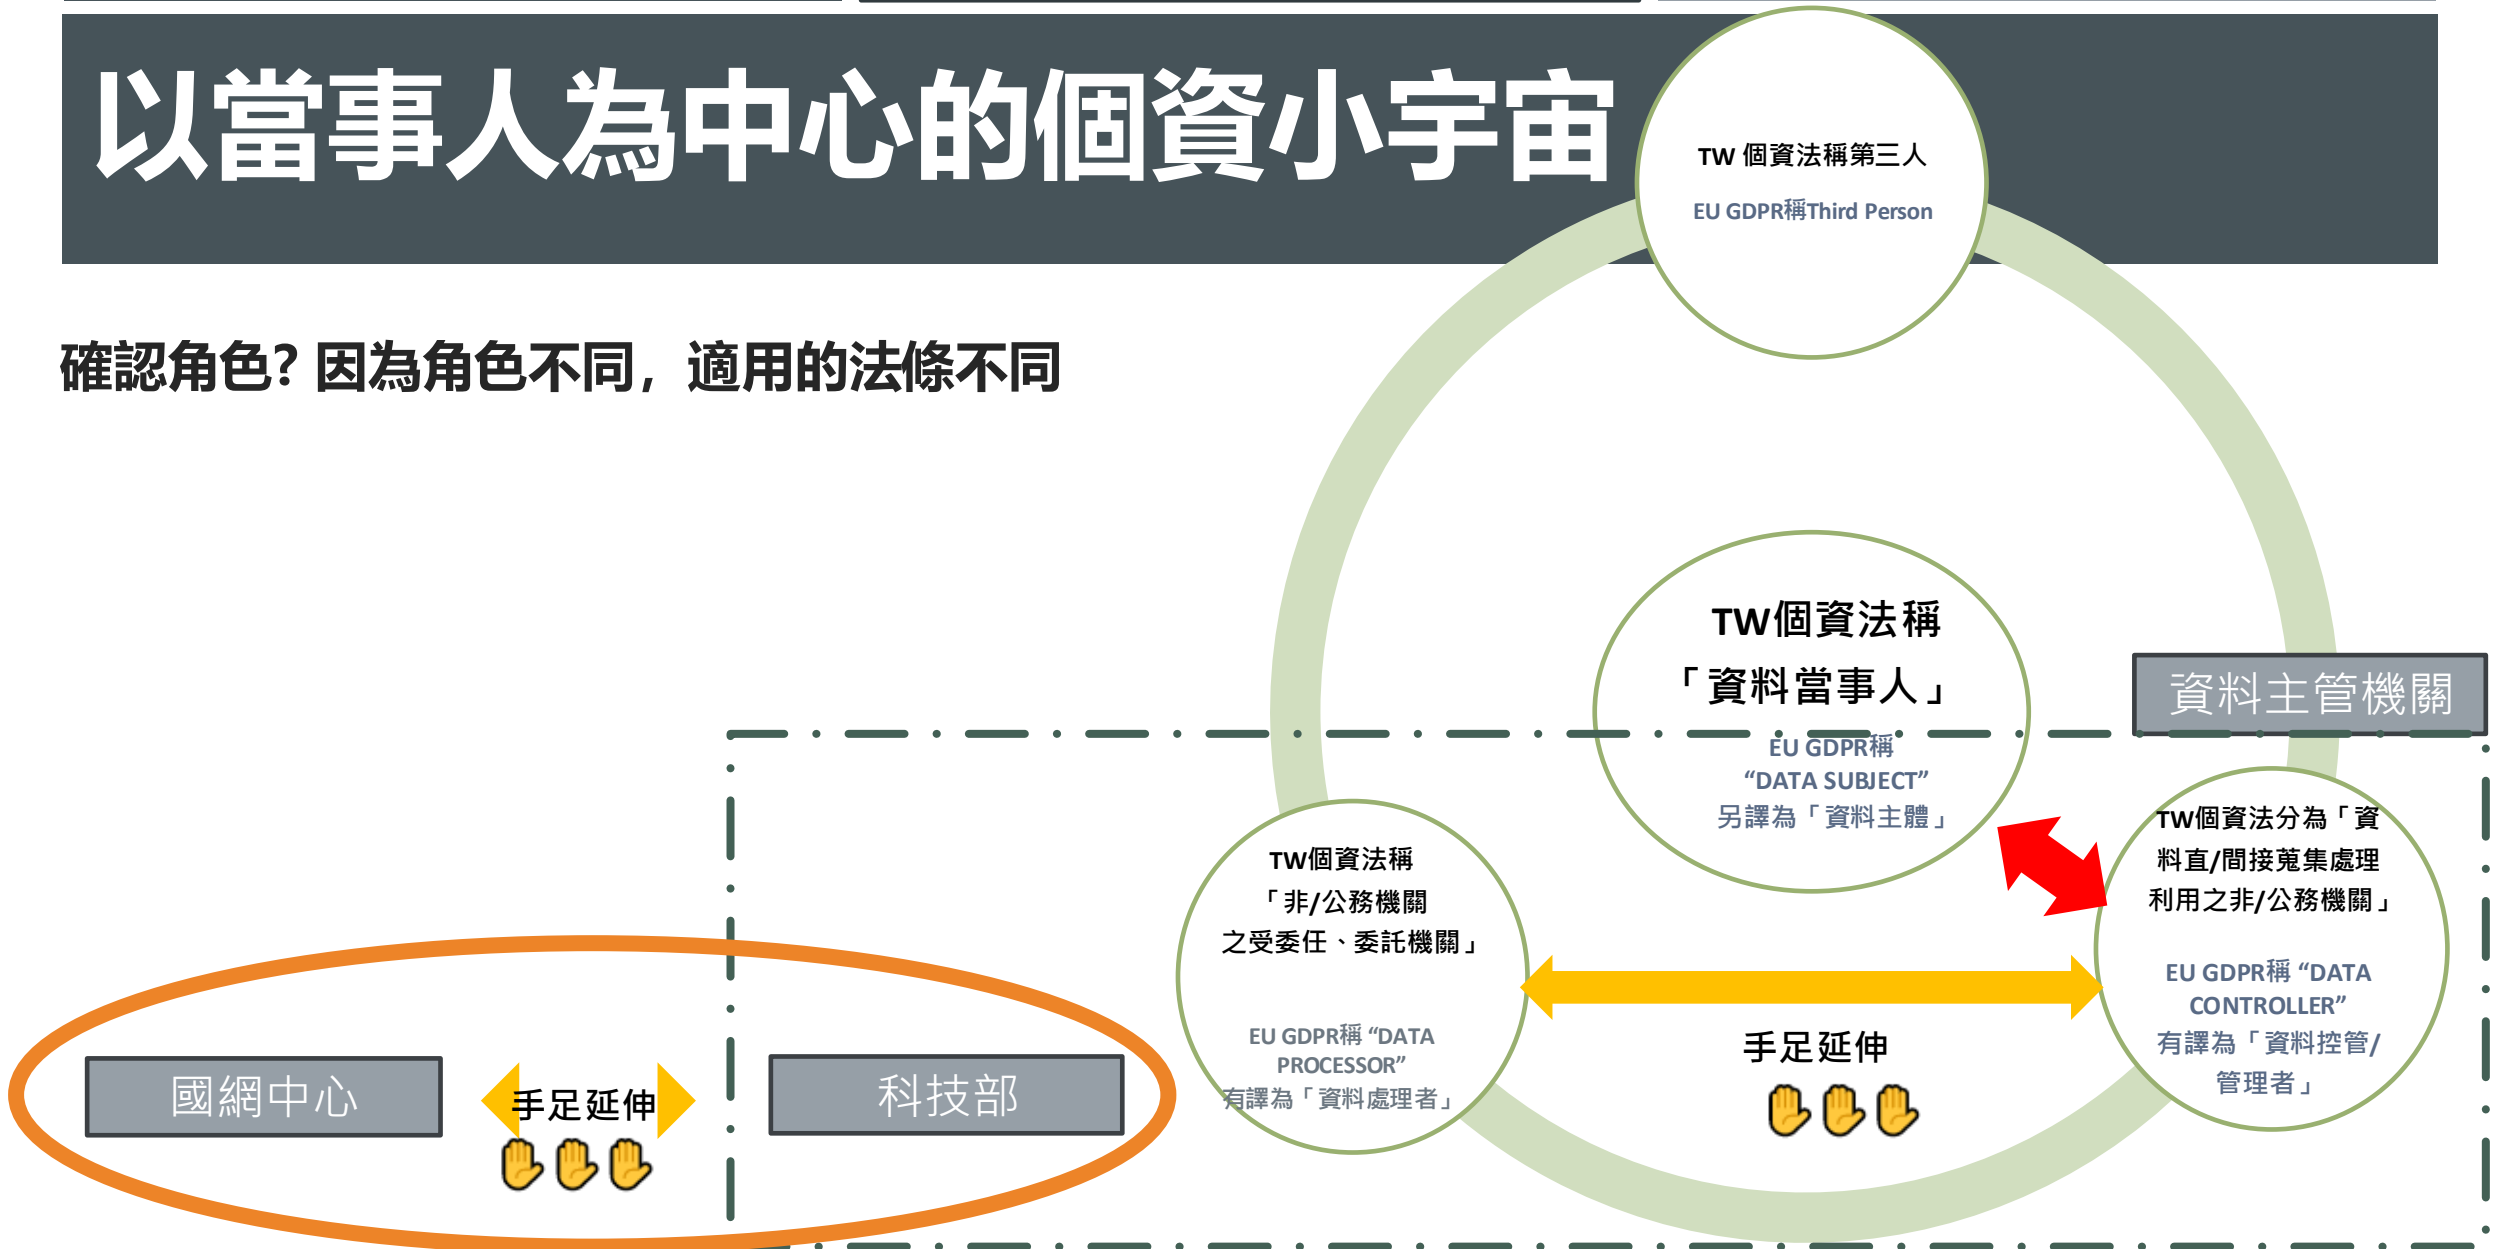 以當事人為中心的個資小宇宙
確認角色？因為角色不同，適用的法條不同
TW 個資法稱第三人
EU GDPR稱Third Person
TW個資法稱
「資料當事人」
EU GDPR稱
“DATA SUBJECT”
另譯為「資料主體」
資料主管機關
TW個資法分為「資
料直/間接蒐集處理
利用之非/公務機關」
EU GDPR稱 “DATA
CONTROLLER”
有譯為「資料控管/
管理者」
TW個資法稱
「非/公務機關
之受委任、委託機關」
EU GDPR稱 “DATA
PROCESSOR”
有譯為「資料處理者」
手足延伸
國網中心
手足延伸
科技部